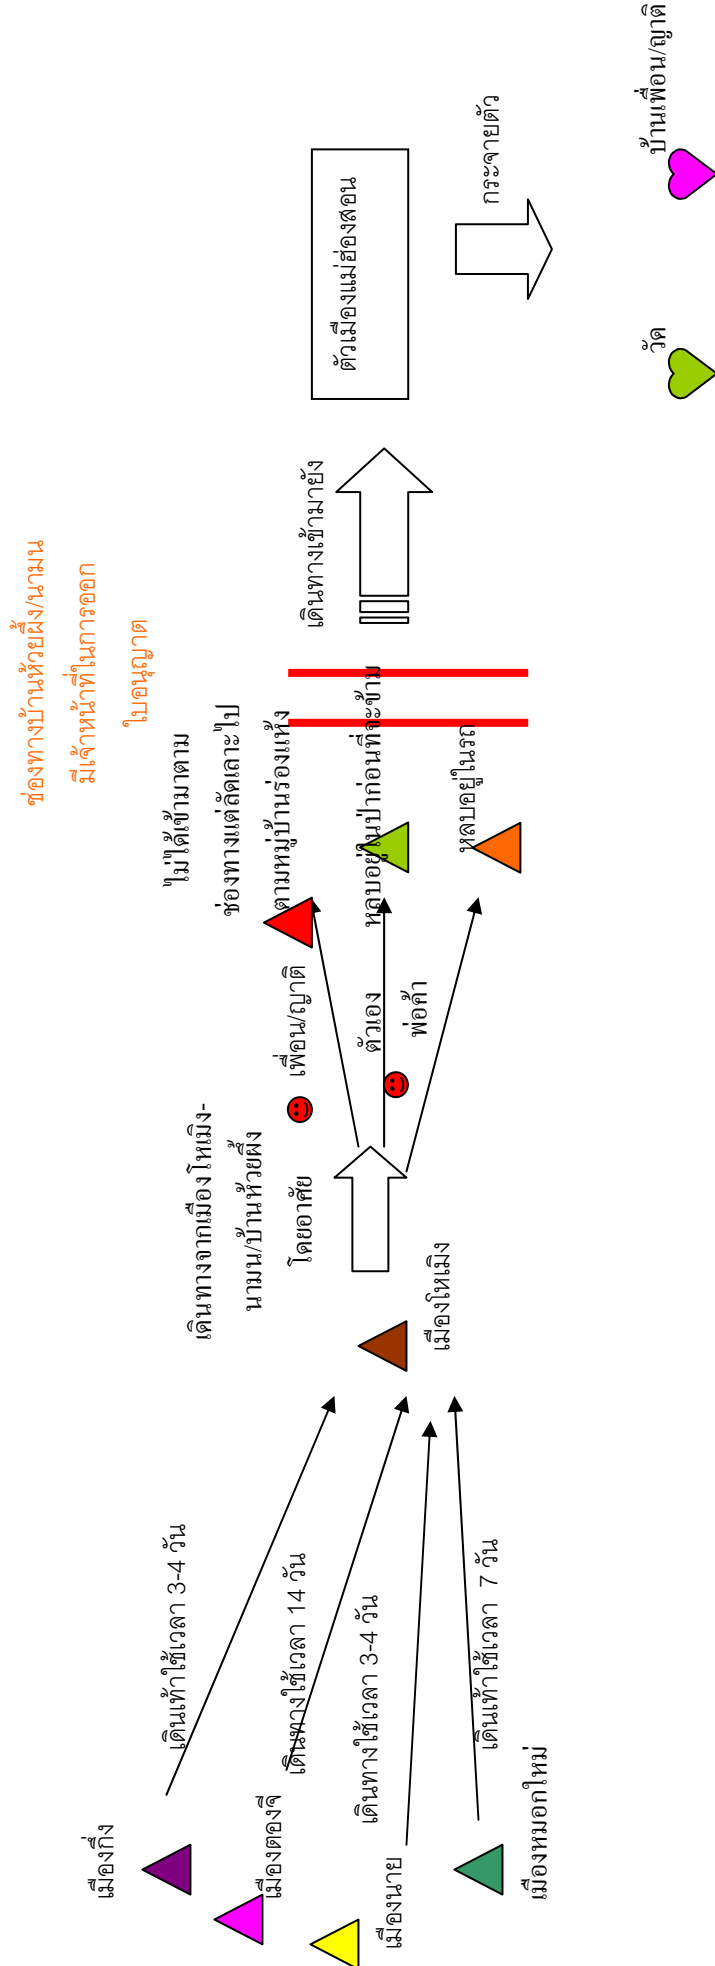 เมืองกึ๋ง
เมืองตองจี
เมืองนาย
เมืองหมอกใหม่
เดินเท้าใช้เวลา 3-4 วัน
เดินทางใช้เวลา 14 วัน
เดินทางใช้เวลา 3-4 วัน
เดินเท้าใช้เวลา 7 วัน
เมืองโหเมิง
เดินทางจากเมืองโหเมิง-
นามน/บ้านห้วยผึ้ง
โดยอาศัย
เพื่อน/ญาติ
ตัวเอง
พ่อค้า
ไม่ได้เข้ามาตาม
ช่องทางแต่ลัดเลาะไป
ตามหมู่บ้านร่องแห้ง
หลบอยู่ในป่าก่อนที่จะข้าม
หลบอยู่ในรถ
ช่องทางบ้านห้วยผึ้ง/นามน
มีเจ้าหน้าที่ในการออก
ใบอนุญาต
เดินทางเข้ามายัง
ตัวเมืองแม่ฮ่องสอน
กระจายตัว
วัด
บ้านเพื่อน/ญาติ